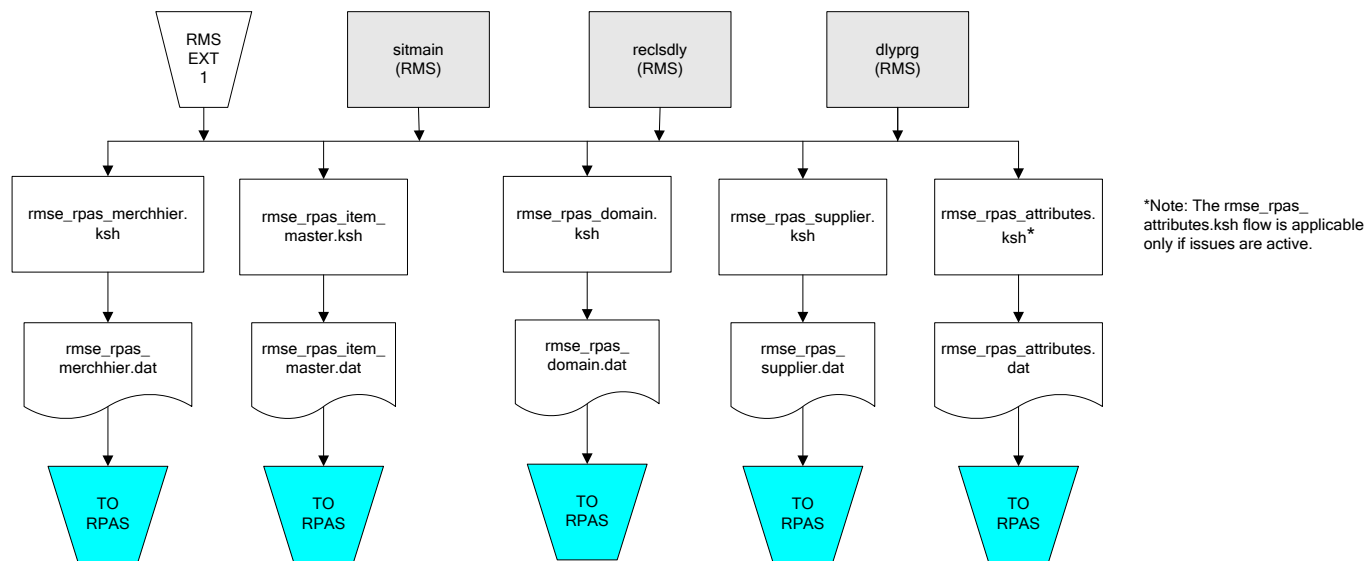 RMS
EXT
1
sitmain
(RMS)
reclsdly
(RMS)
dlyprg
(RMS)
rmse_rpas_merchhier.
ksh
rmse_rpas_item_
master.ksh
rmse_rpas_domain.
ksh
rmse_rpas_supplier.
ksh
rmse_rpas_attributes.
ksh*
*Note: The rmse_rpas_
attributes.ksh flow is applicable
only if issues are active.
rmse_rpas_
merchhier.dat
rmse_rpas_item_
master.dat
rmse_rpas_
domain.dat
rmse_rpas_
supplier.dat
rmse_rpas_attributes.
dat
TO
RPAS
TO
RPAS
TO
RPAS
TO
RPAS
TO
RPAS